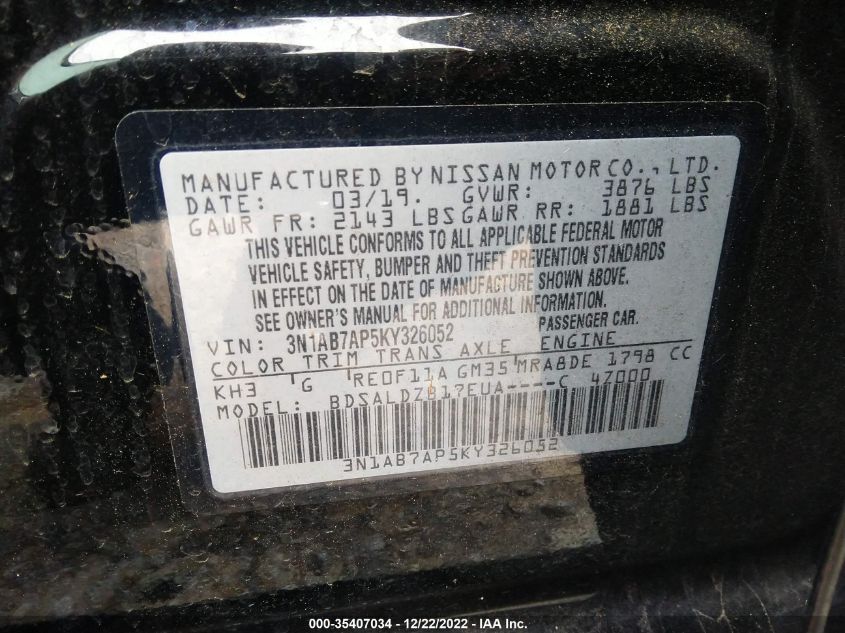 MANUFACTURED BY NISSAN MOTOR CO., LTD.
DATE: 03/19. GVWR: 3876 LBS
GAWR FR: 2143 LBS GAWR RR: 1881 LBS
THIS VEHICLE CONFORMS TO ALL APPLICABLE FEDERAL MOTOR
VEHICLE SAFETY, BUMPER AND THEFT PREVENTION STANDARDS
IN EFFECT ON THE DATE OF MANUFACTURE SHOWN ABOVE.
SEE OWNER'S MANUAL FOR ADDITIONAL INFORMATION.
VIN: 3N1AB7AP5KY326052 PASSENGER CAR.
COLOR TRIM TRANS AXLE ENGINE
KH3 'G 'RE0F11A GM35'MRA8DE 1798 CC
MODEL: BDSALDZB17EUA----C 47000
3N1AB7AP5KY326052
000-35407034 - 12/22/2022 - © IAA Inc.